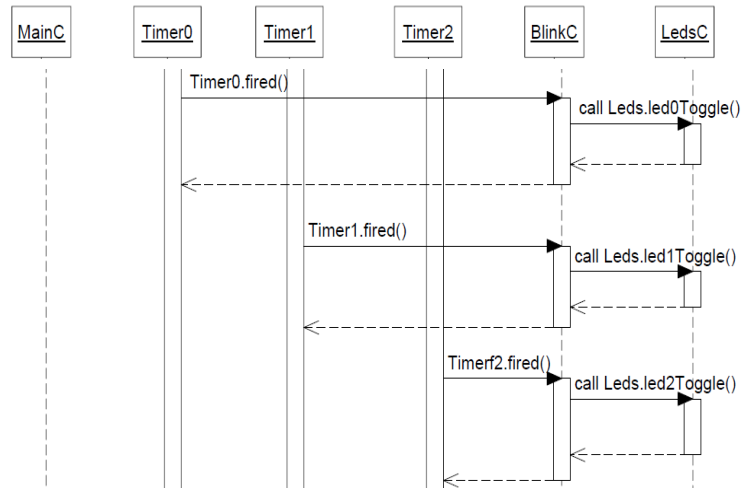 MainC Timer0 Timer1 Timer2 BlinkC LedsC
Timer0.fired()
call Leds.led0Toggle()
Timer1.fired()
call Leds.led1Toggle()
Timerf2.fired()
call Leds.led2Toggle()